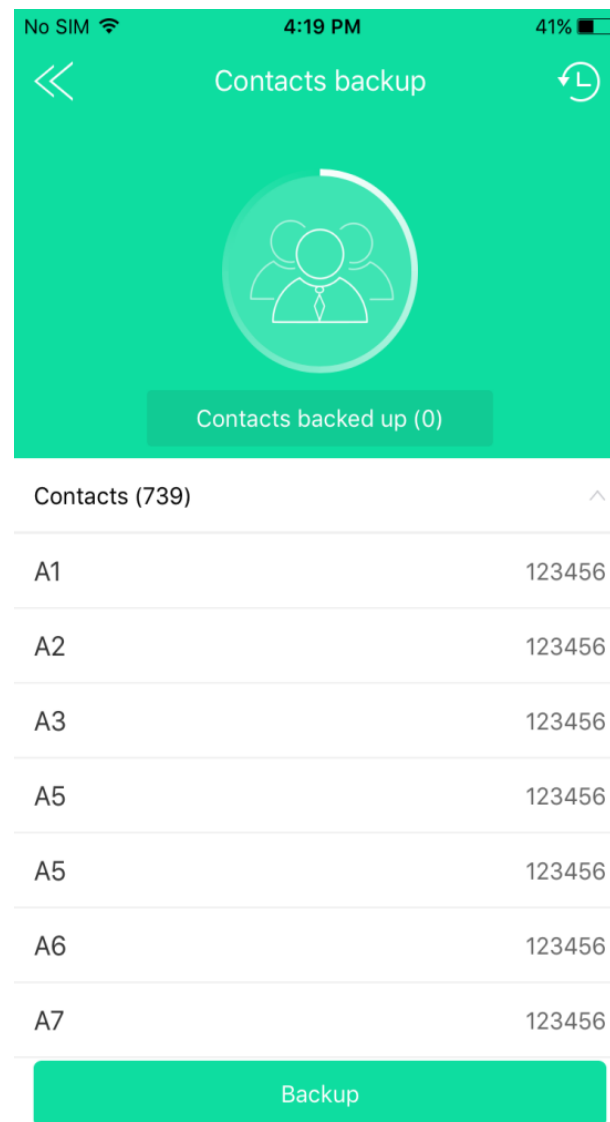 No SIM 4:19 PM 41%
Contacts backup
Contacts backed up (0)
Contacts (739)
A1 123456
A2 123456
A3 123456
A5 123456
A5 123456
A6 123456
A7 123456
Backup